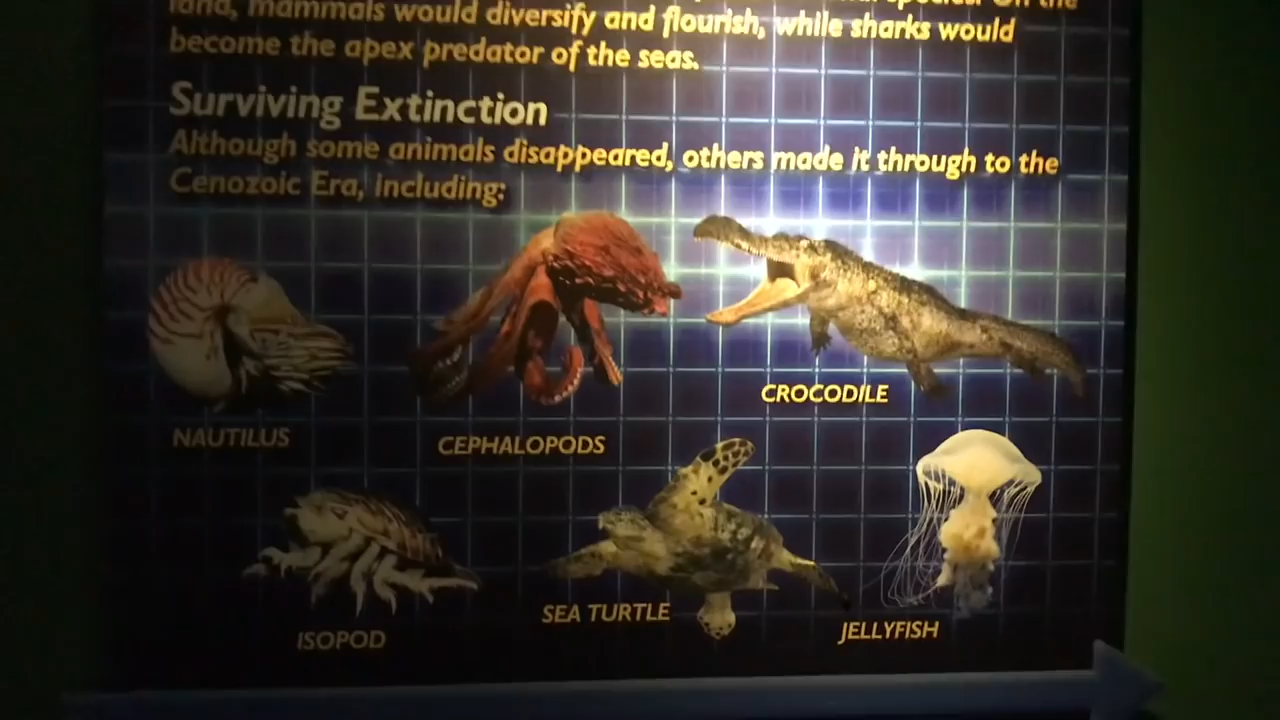 land, mammals would diversify and flourish, while sharks would
become the apex predator of the seas.
Surviving Extinction
Although some animals disappeared, others made it through to the
Cenozoic Era, including:
NAUTILUS
CEPHALOPODS
CROCODILE
ISOPOD
SEA TURTLE
JELLYFISH